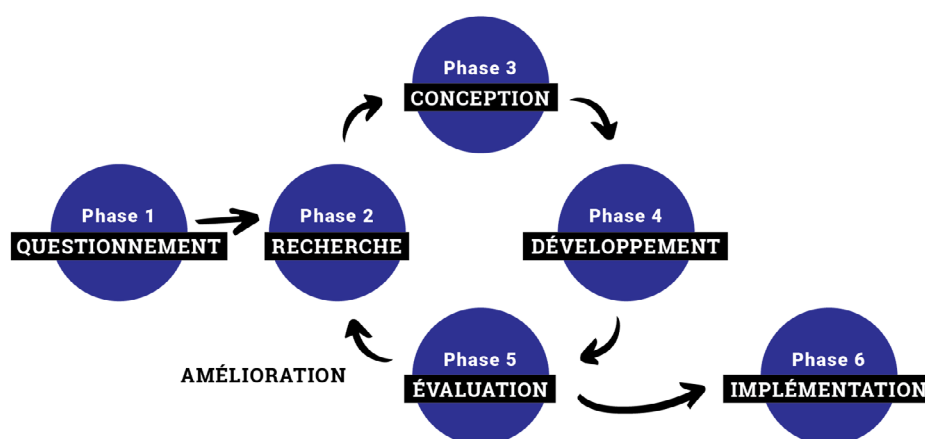 Phase 1
QUESTIONNEMENT
Phase 2
RECHERCHE
Phase 3
CONCEPTION
Phase 4
DÉVELOPPEMENT
Phase 5
ÉVALUATION
AMÉLIORATION
Phase 6
IMPLÉMENTATION